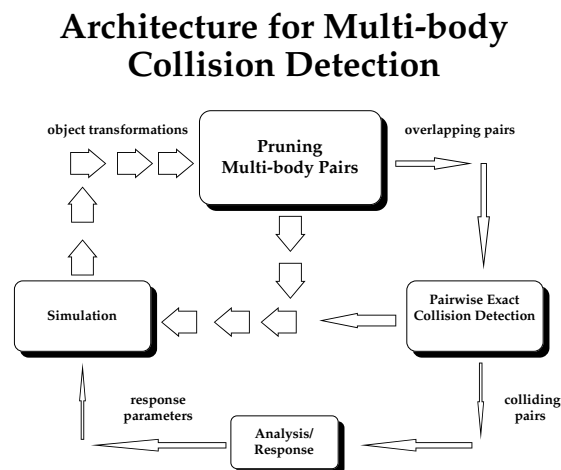 Architecture for Multi-body
Collision Detection
object transformations
Pruning
Multi-body Pairs
overlapping pairs
Simulation
Pairwise Exact
Collision Detection
response
parameters
colliding
pairs
Analysis/
Response